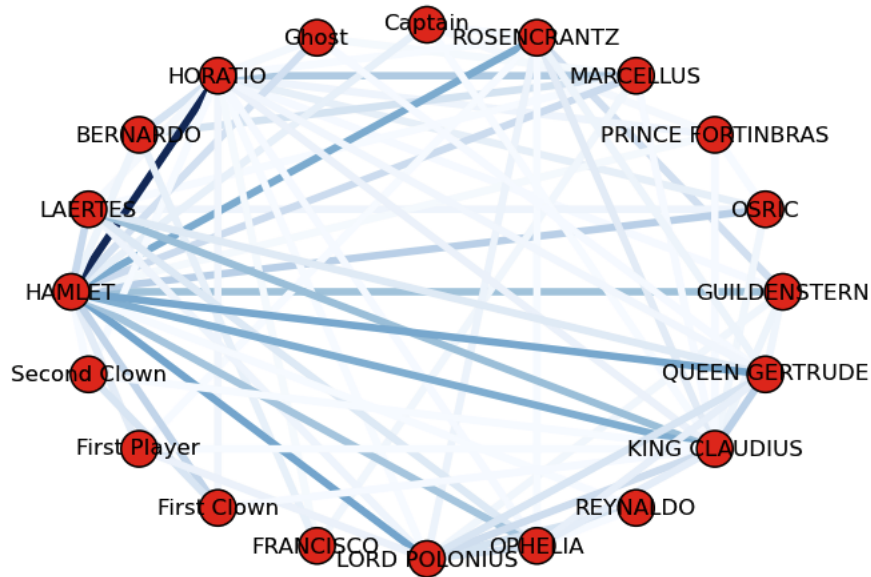 Captain
Ghost
ROSENCRANTZ
HORATIO
MARCELLUS
BERNARDO
PRINCE FORTINBRAS
LAERTES
OSRIC
HAMLET
GUILDENSTERN
Second Clown
QUEEN GERTRUDE
First Player
KING CLAUDIUS
First Clown
REYNALDO
FRANCISCO
OPHELIA
LORD POLONIUS